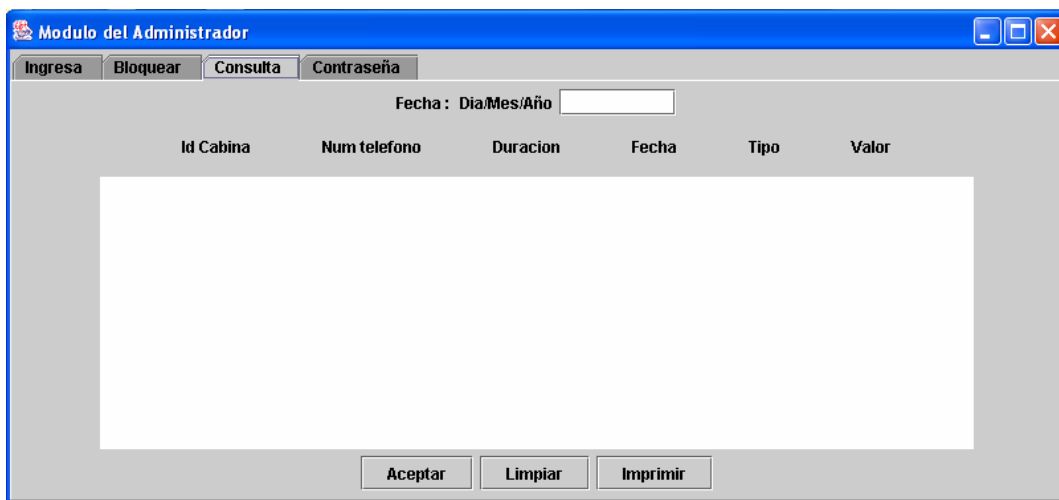 Modulo del Administrador
Ingresa Bloquear Consulta Contraseña
Fecha : Dia/Mes/Año
Id Cabina Num telefono Duracion Fecha Tipo Valor
Aceptar Limpiar Imprimir